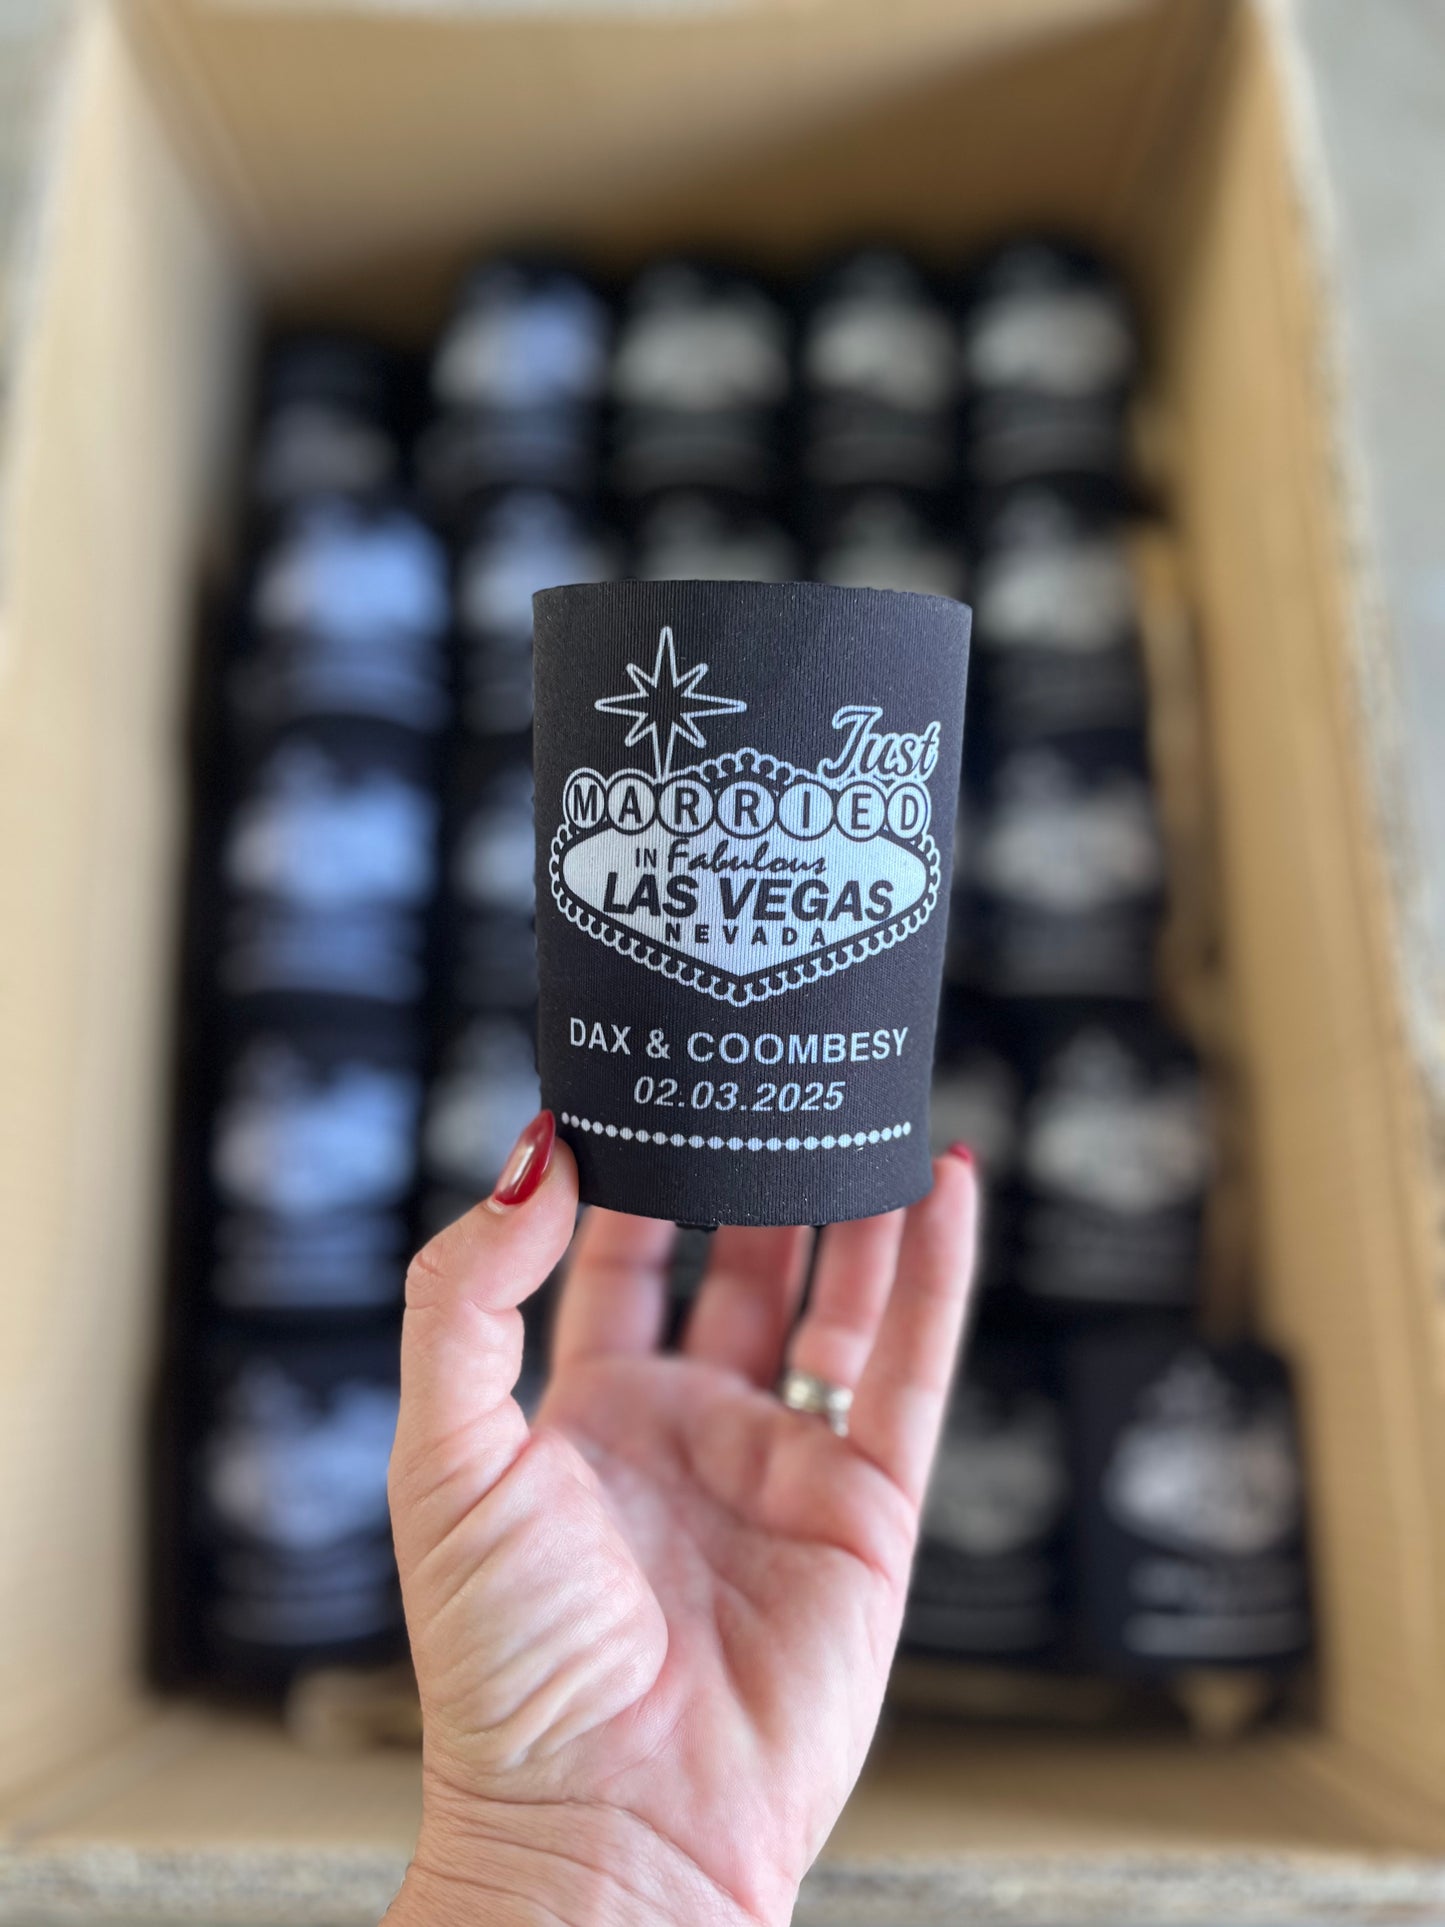 Just
MARRIED
IN Fabulous
LAS VEGAS
NEVADA
DAX & COOMBESY
02.03.2025